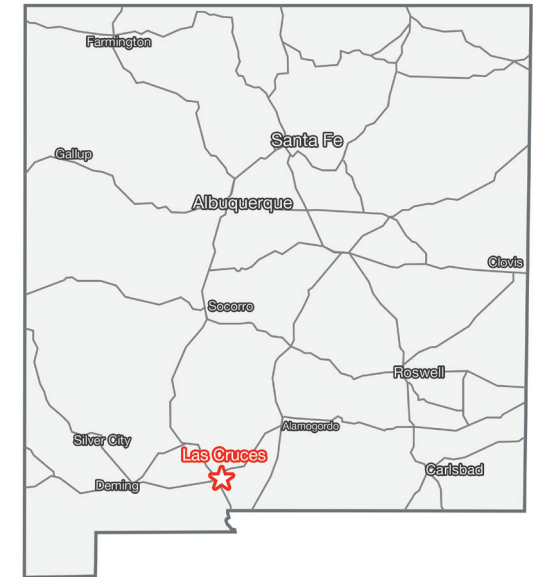 Farmington
Santa Fe
Gallup
Albuquerque
Clovis
Socorro
Roswell
Alamogordo
Silver City
Las Cruces
Carlsbad
Deming